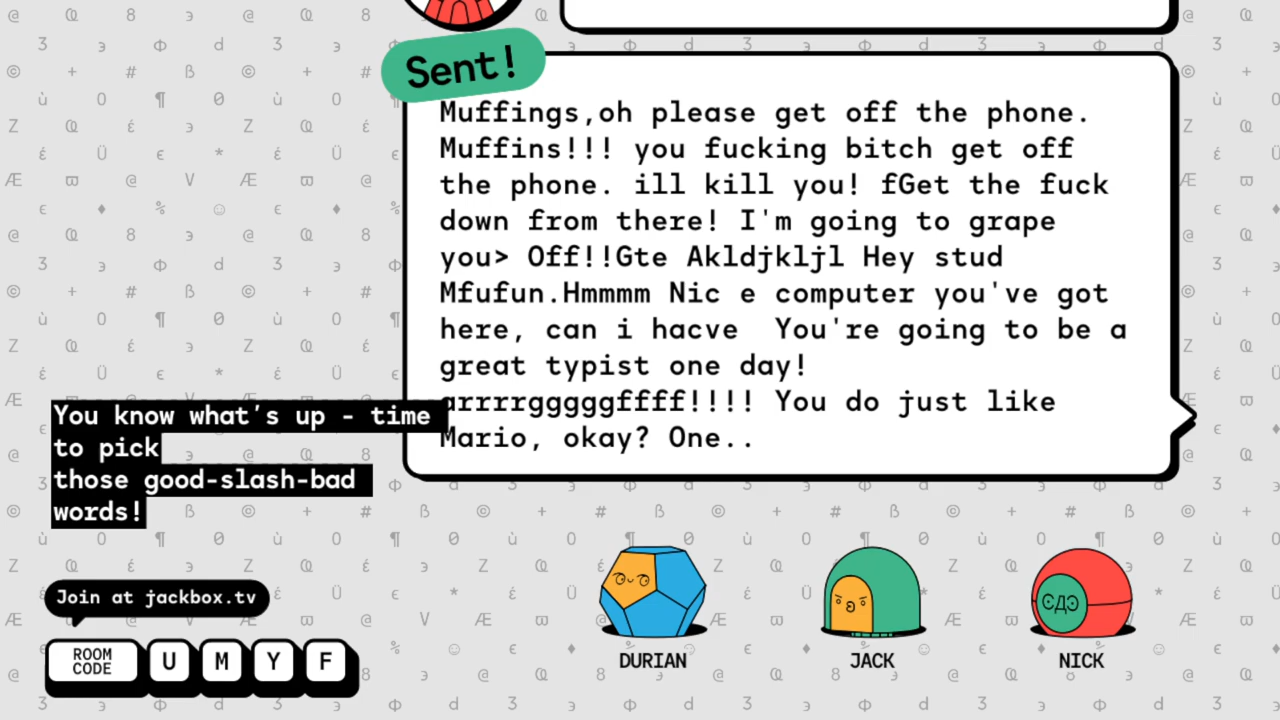 Sent!
Muffings,oh please get off the phone.
Muffins!!! you fucking bitch get off
the phone. ill kill you! fGet the fuck
down from there! I'm going to grape
you> Off!!Gte Akldjkljl Hey stud
Mfufun.Hmmmm Nic e computer you've got
here, can i hacve  You're going to be a
great typist one day!
arrrrgggggffff!!!! You do just like
Mario, okay? One..
You know what's up - time
to pick
those good-slash-bad
words!
Join at jackbox.tv
ROOM
CODE
U M Y F
DURIAN
JACK
NICK